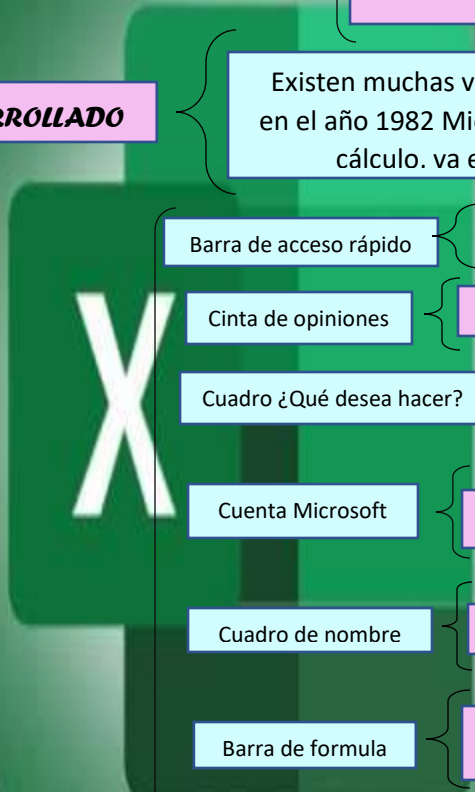 Existen muchas v
RROLLADO
en el año 1982 Mi
cálculo. ya e
Barra de acceso rápido
Cinta de opiniones
Cuadro ¿Qué desea hacer?
X
Cuenta Microsoft
Cuadro de nombre
Barra de formula